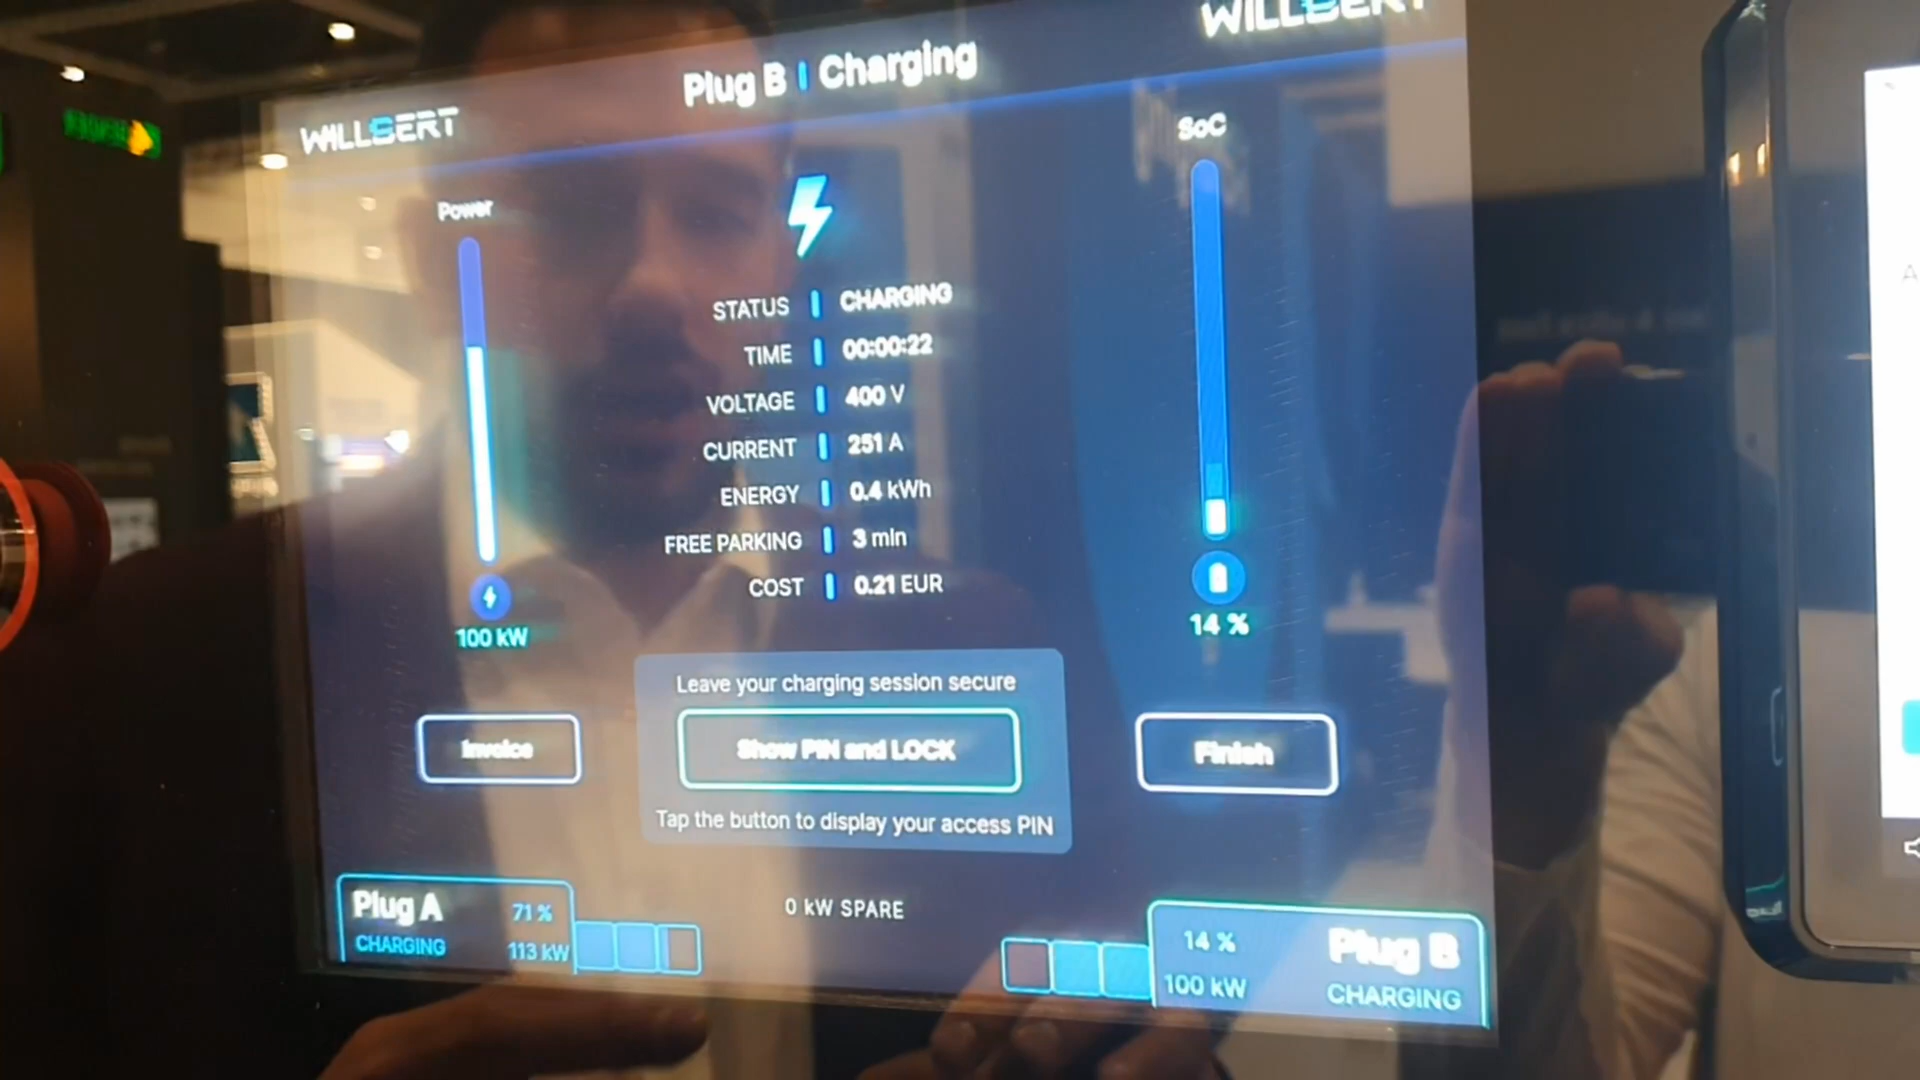 Plug B | Charging
WILLBERT
WILLBERT
Power
SoC
STATUS | CHARGING
TIME | 00:00:22
VOLTAGE | 400 V
CURRENT | 251 A
ENERGY | 0.4 kWh
FREE PARKING | 3 min
COST | 0.21 EUR
100 kW
14 %
Leave your charging session secure
Invoice
Show PIN and LOCK
Finish
Tap the button to display your access PIN
Plug A
71 %
CHARGING
113 kW
0 kW SPARE
14 %
Plug B
100 kW
CHARGING